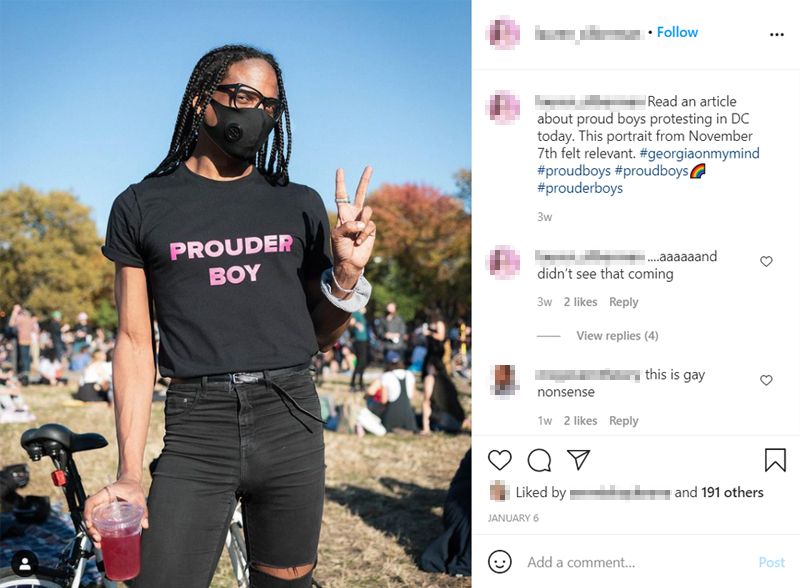 PROUDER
BOY
• Follow
Read an article
about proud boys protesting in DC
today. This portrait from November
7th felt relevant. #georgiaonmymind
#proudboys #proudboys🌈
#prouderboys
3w
....aaaaaand
didn't see that coming
3w 2 likes Reply
View replies (4)
this is gay
nonsense
1w 2 likes Reply
Liked by and 191 others
JANUARY 6
Add a comment...
Post